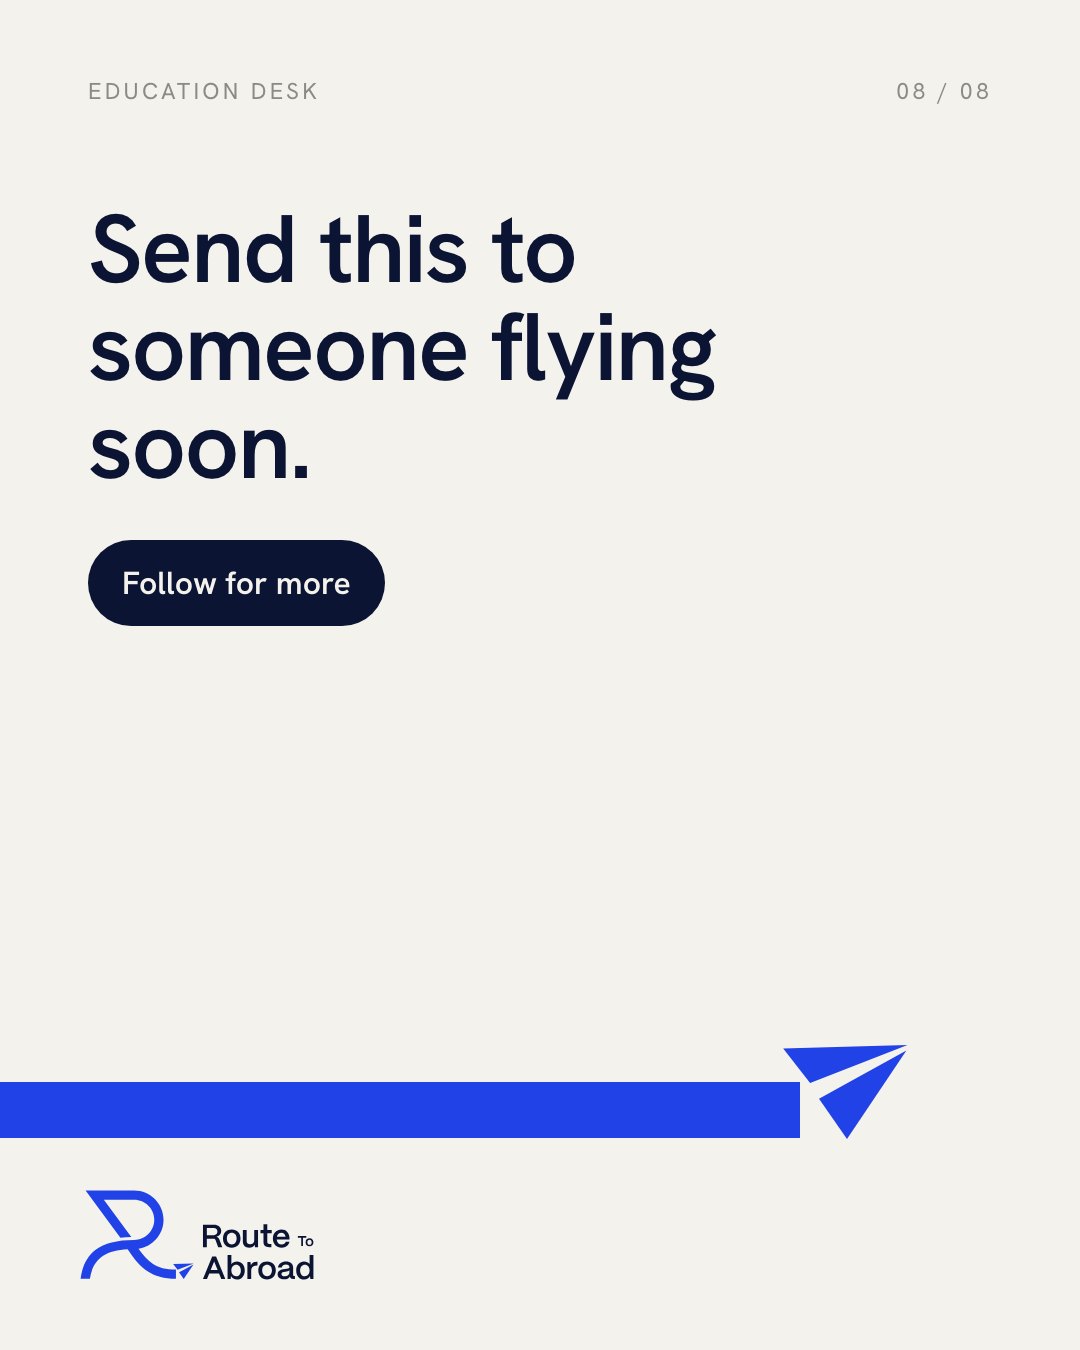 EDUCATION DESK
08 / 08
Send this to
someone flying
soon.
Follow for more
Route To
Abroad